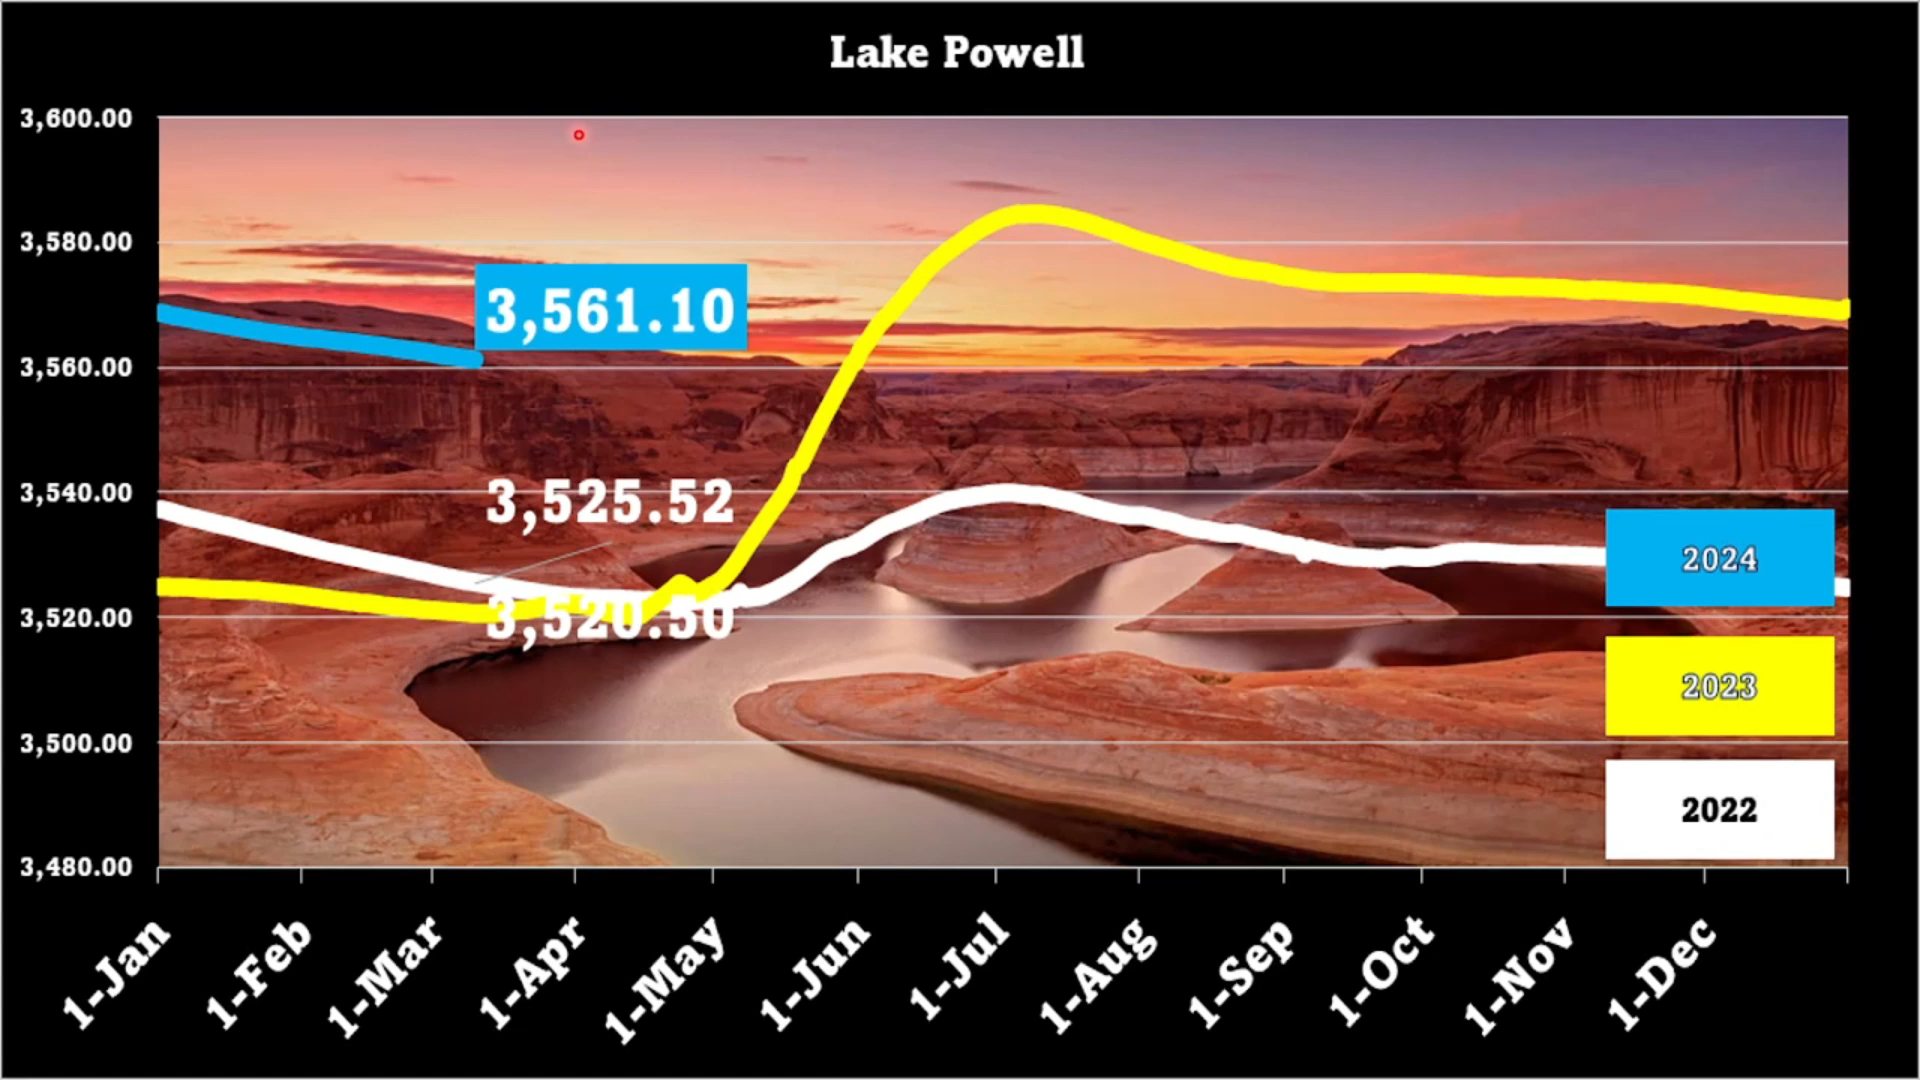 Lake Powell
3,600.00
3,580.00
3,560.00
3,540.00
3,520.00
3,500.00
3,480.00
3,561.10
3,525.52
3,520.50
2024
2023
2022
1-Jan
1-Feb
1-Mar
1-Apr
1-May
1-Jun
1-Jul
1-Aug
1-Sep
1-Oct
1-Nov
1-Dec